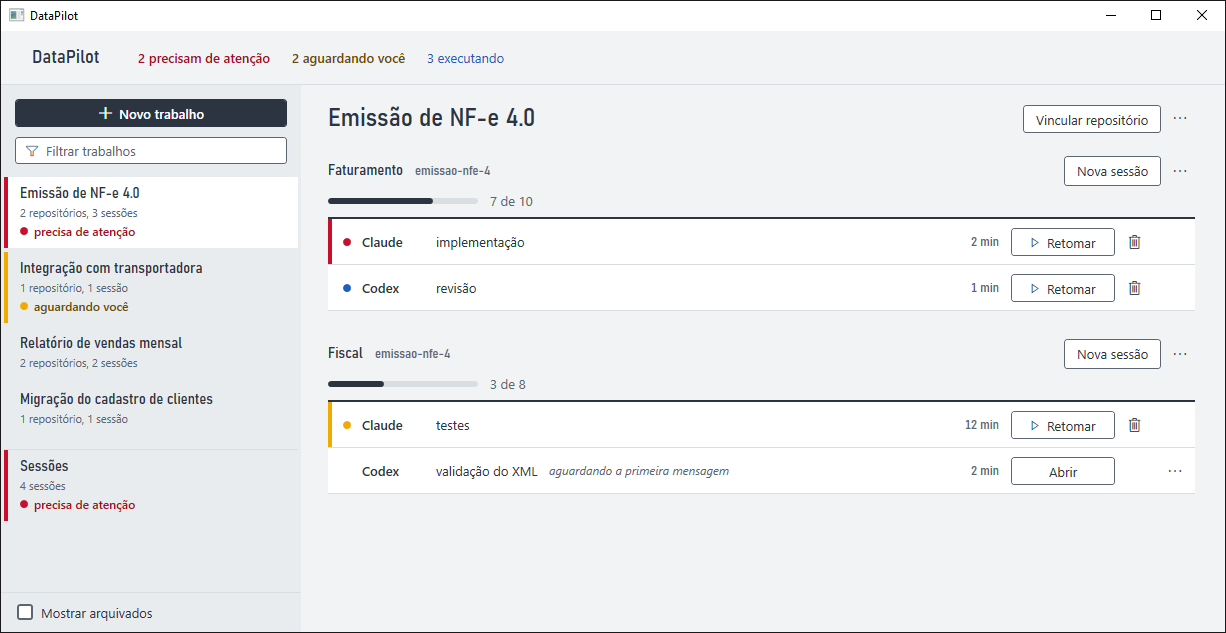 DataPilot
DataPilot
2 precisam de atenção
2 aguardando você
3 executando
+ Novo trabalho
Filtrar trabalhos
Emissão de NF-e 4.0
2 repositórios, 3 sessões
precisa de atenção
Integração com transportadora
1 repositório, 1 sessão
aguardando você
Relatório de vendas mensal
2 repositórios, 2 sessões
Migração do cadastro de clientes
1 repositório, 1 sessão
Sessões
4 sessões
precisa de atenção
Mostrar arquivados
Emissão de NF-e 4.0
Vincular repositório ...
Faturamento emissao-nfe-4
Nova sessão ...
7 de 10
Claude implementação 2 min Retomar
Codex revisão 1 min Retomar
Fiscal emissao-nfe-4
Nova sessão ...
3 de 8
Claude testes 12 min Retomar
Codex validação do XML aguardando a primeira mensagem 2 min Abrir ...